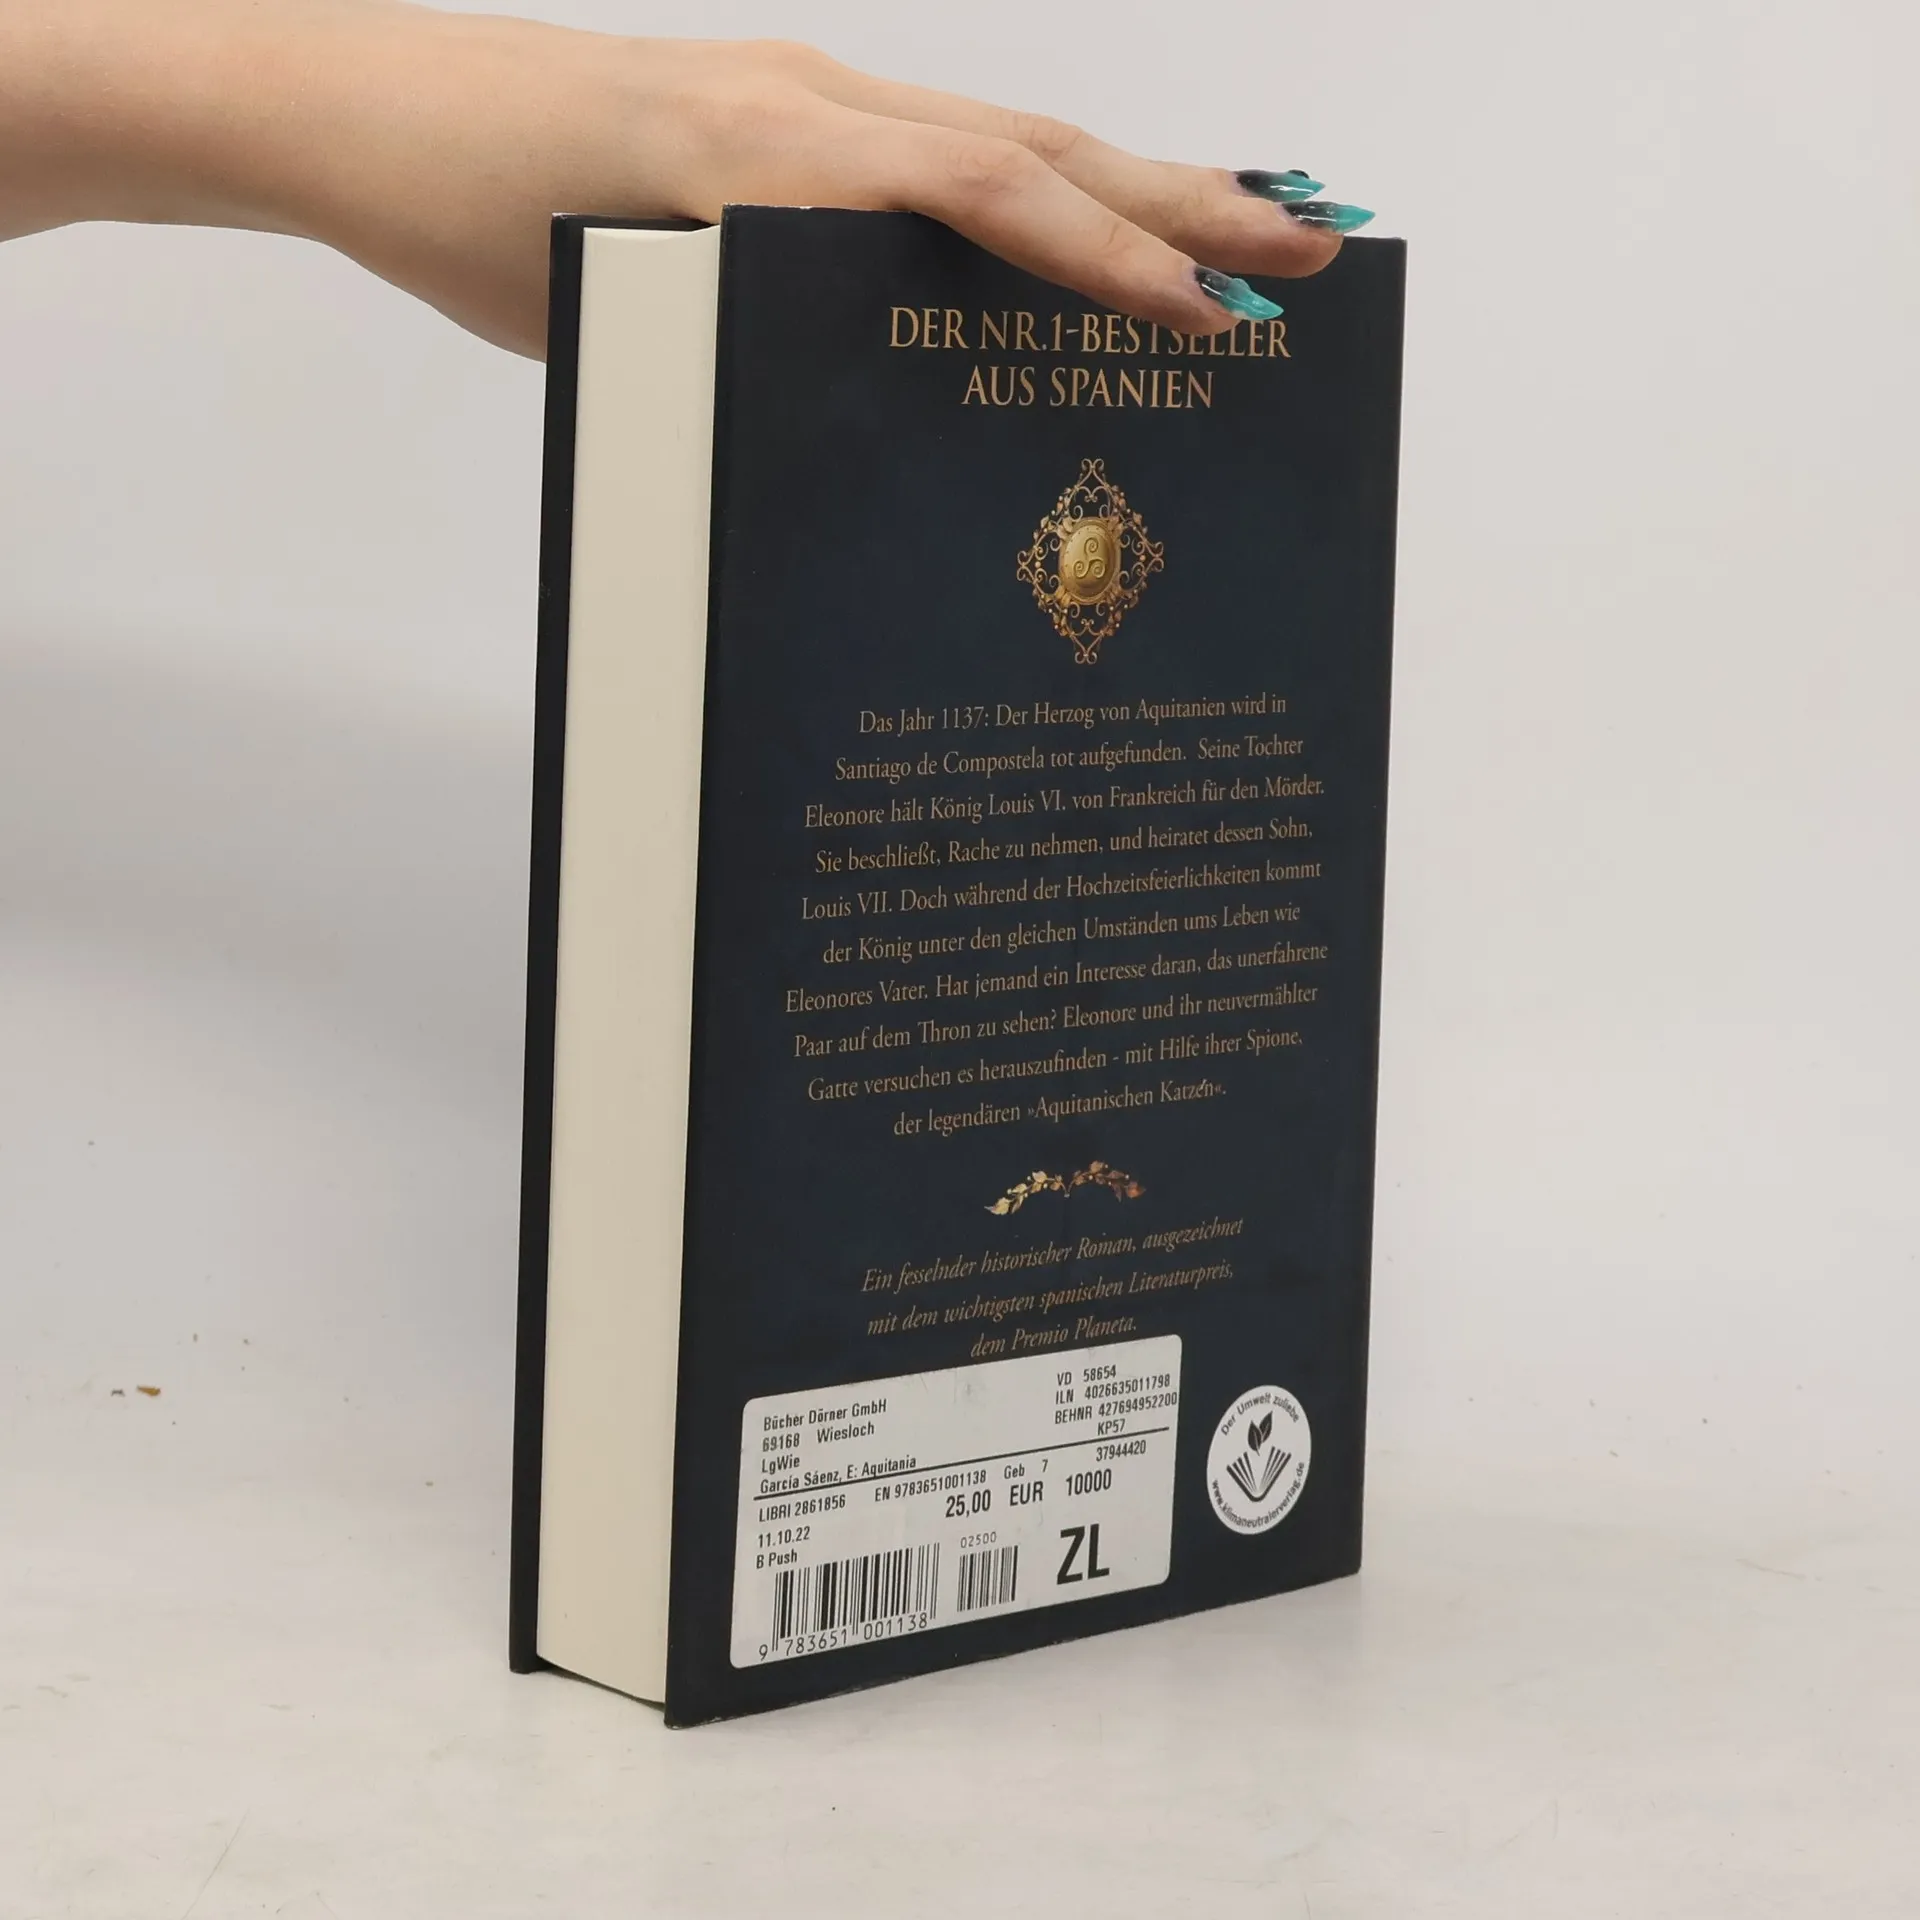 DER NR.1-BESTSELLER
AUS SPANIEN
Das Jahr 1137: Der Herzog von Aquitanien wird in
Santiago de Compostela tot aufgefunden. Seine Tochter
Eleonore hält König Louis VI. von Frankreich für den Mörder.
Sie beschließt, Rache zu nehmen, und heiratet dessen Sohn,
Louis VII. Doch während der Hochzeitsfeierlichkeiten kommt
der König unter den gleichen Umständen ums Leben wie
Eleonores Vater. Hat jemand ein Interesse daran, das unerfahrene
Paar auf dem Thron zu sehen? Eleonore und ihr neuvermählter
Gatte versuchen es herauszufinden - mit Hilfe ihrer Spione,
der legendären »Aquitanischen Katzen«.
Ein fesselnder historischer Roman, ausgezeichnet
mit dem wichtigsten spanischen Literaturpreis,
dem Premio Planeta.
Bücher Dörner GmbH
69168 Wiesloch
LgWie
García Sáenz, E: Aquitania
VD 58654
ILN 4026635011798
BEHNR 427694952200
KP57
37944420
LIBRI 2861856 EN 9783651001138 Geb 7
25,00 EUR 10000
11.10.22
B Push
02500
ZL
9 783651 001138
Der Umwelt zuliebe
www.klimaneutralerverlag.de